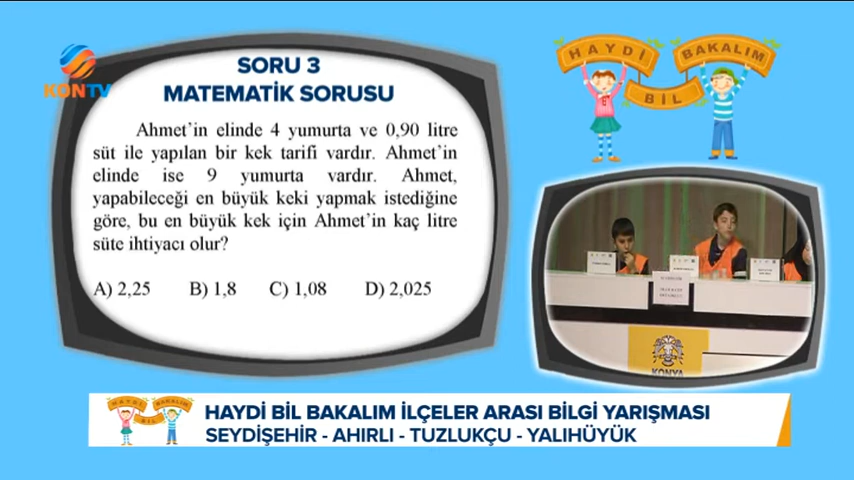 KONTV
SORU 3
MATEMATİK SORUSU
Ahmet'in elinde 4 yumurta ve 0,90 litre
süt ile yapılan bir kek tarifi vardır. Ahmet'in
elinde ise 9 yumurta vardır. Ahmet,
yapabileceği en büyük keki yapmak istediğine
göre, bu en büyük kek için Ahmet'in kaç litre
süte ihtiyacı olur?
A) 2,25 B) 1,8 C) 1,08 D) 2,025
HAYDİ BAKALIM
BİL
KONYA
HAYDİ BAKALIM
BİL
HAYDİ BİL BAKALIM İLÇELER ARASI BİLGİ YARIŞMASI
SEYDİŞEHİR - AHIRLI - TUZLUKÇU - YALIHÜYÜK